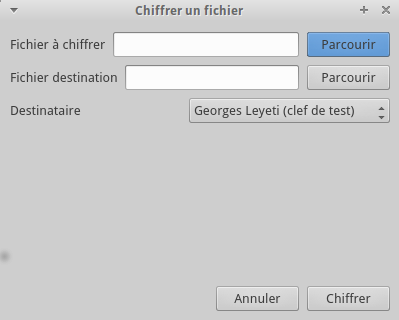 Chiffrer un fichier
Fichier à chiffrer Parcourir
Fichier destination Parcourir
Destinataire Georges Leyeti (clef de test)
Annuler Chiffrer